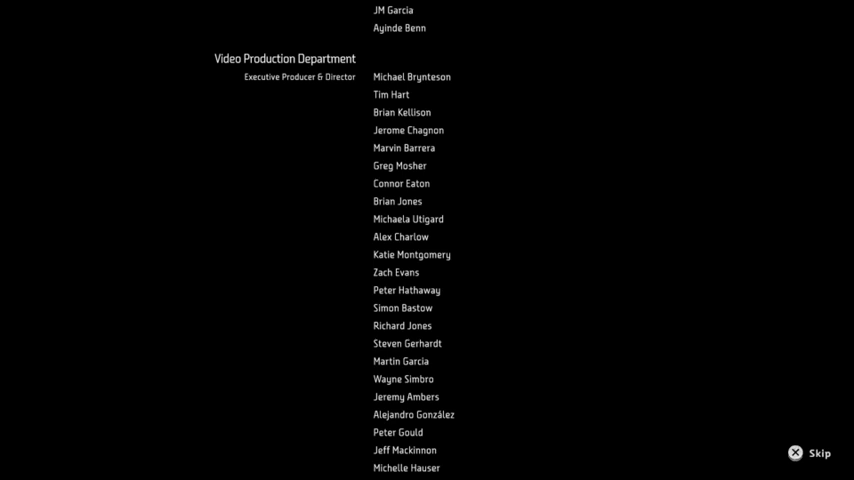 JM Garcia
Ayinde Benn
Video Production Department
Executive Producer & Director Michael Brynteson
Tim Hart
Brian Kellison
Jerome Chagnon
Marvin Barrera
Greg Mosher
Connor Eaton
Brian Jones
Michaela Utigard
Alex Charlow
Katie Montgomery
Zach Evans
Peter Hathaway
Simon Bastow
Richard Jones
Steven Gerhardt
Martin Garcia
Wayne Simbro
Jeremy Ambers
Alejandro González
Peter Gould
Jeff Mackinnon
Michelle Hauser
Skip